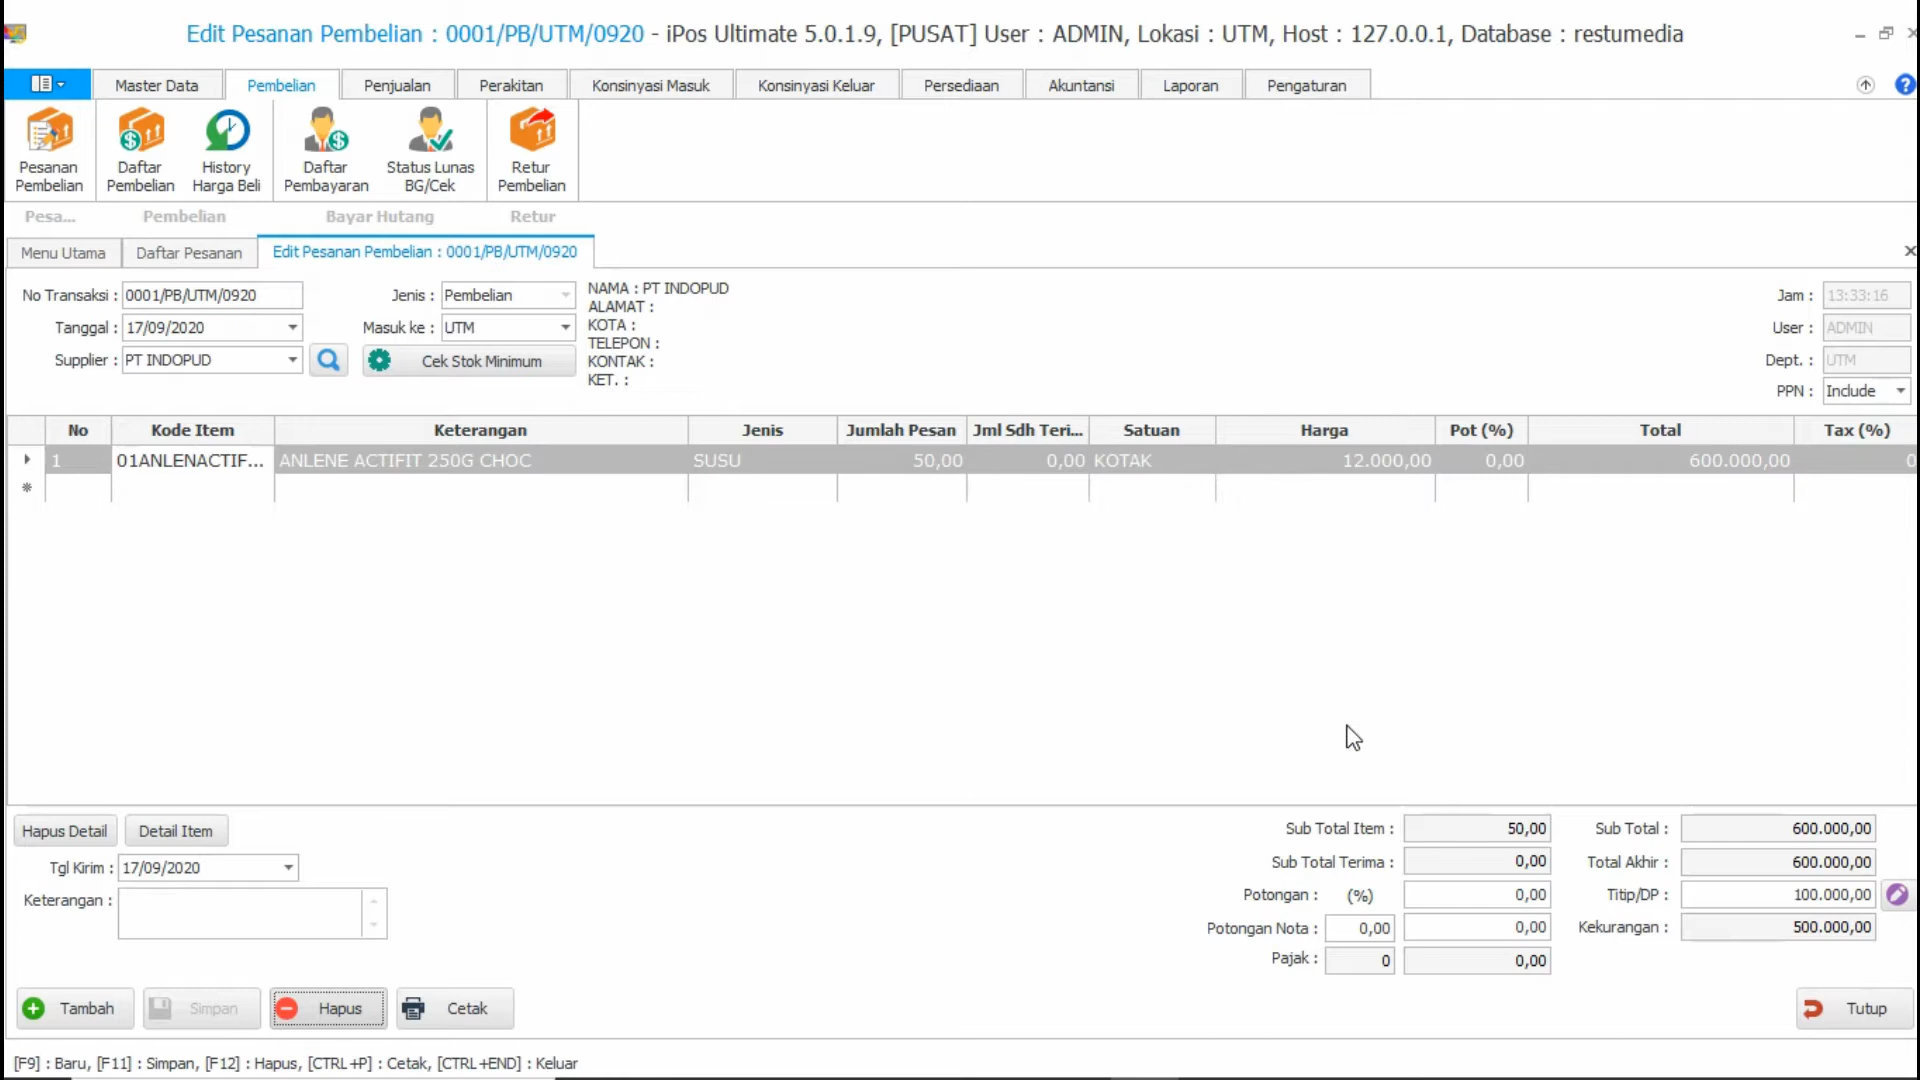 Edit Pesanan Pembelian : 0001/PB/UTM/0920 - iPos Ultimate 5.0.1.9, [PUSAT] User : ADMIN, Lokasi : UTM, Host : 127.0.0.1, Database : restumedia
Master Data Pembelian Penjualan Perakitan Konsinyasi Masuk Konsinyasi Keluar Persediaan Akuntansi Laporan Pengaturan
Pesanan Pembelian
Daftar Pembelian
History Harga Beli
Daftar Pembayaran
Status Lunas BG/Cek
Retur Pembelian
Pesa... Pembelian Bayar Hutang Retur
Menu Utama Daftar Pesanan Edit Pesanan Pembelian : 0001/PB/UTM/0920
No Transaksi : 0001/PB/UTM/0920 Jenis : Pembelian
Tanggal : 17/09/2020 Masuk ke : UTM
Supplier : PT INDOPUD Cek Stok Minimum
NAMA : PT INDOPUD
ALAMAT :
KOTA :
TELEPON :
KONTAK :
KET. :
Jam : 13:33:16
User : ADMIN
Dept. : UTM
PPN : Include
No Kode Item Keterangan Jenis Jumlah Pesan Jml Sdh Teri... Satuan Harga Pot (%) Total Tax (%)
1 01ANLENACTIF... ANLENE ACTIFIT 250G CHOC SUSU 50,00 0,00 KOTAK 12.000,00 0,00 600.000,00 0
Hapus Detail Detail Item
Tgl Kirim : 17/09/2020
Keterangan :
Sub Total Item : 50,00 Sub Total : 600.000,00
Sub Total Terima : 0,00 Total Akhir : 600.000,00
Potongan : (%) 0,00 Titip/DP : 100.000,00
Potongan Nota : 0,00 0,00 Kekurangan : 500.000,00
Pajak : 0 0,00
Tambah Simpan Hapus Cetak Tutup
[F9] : Baru, [F11] : Simpan, [F12] : Hapus, [CTRL+P] : Cetak, [CTRL+END] : Keluar